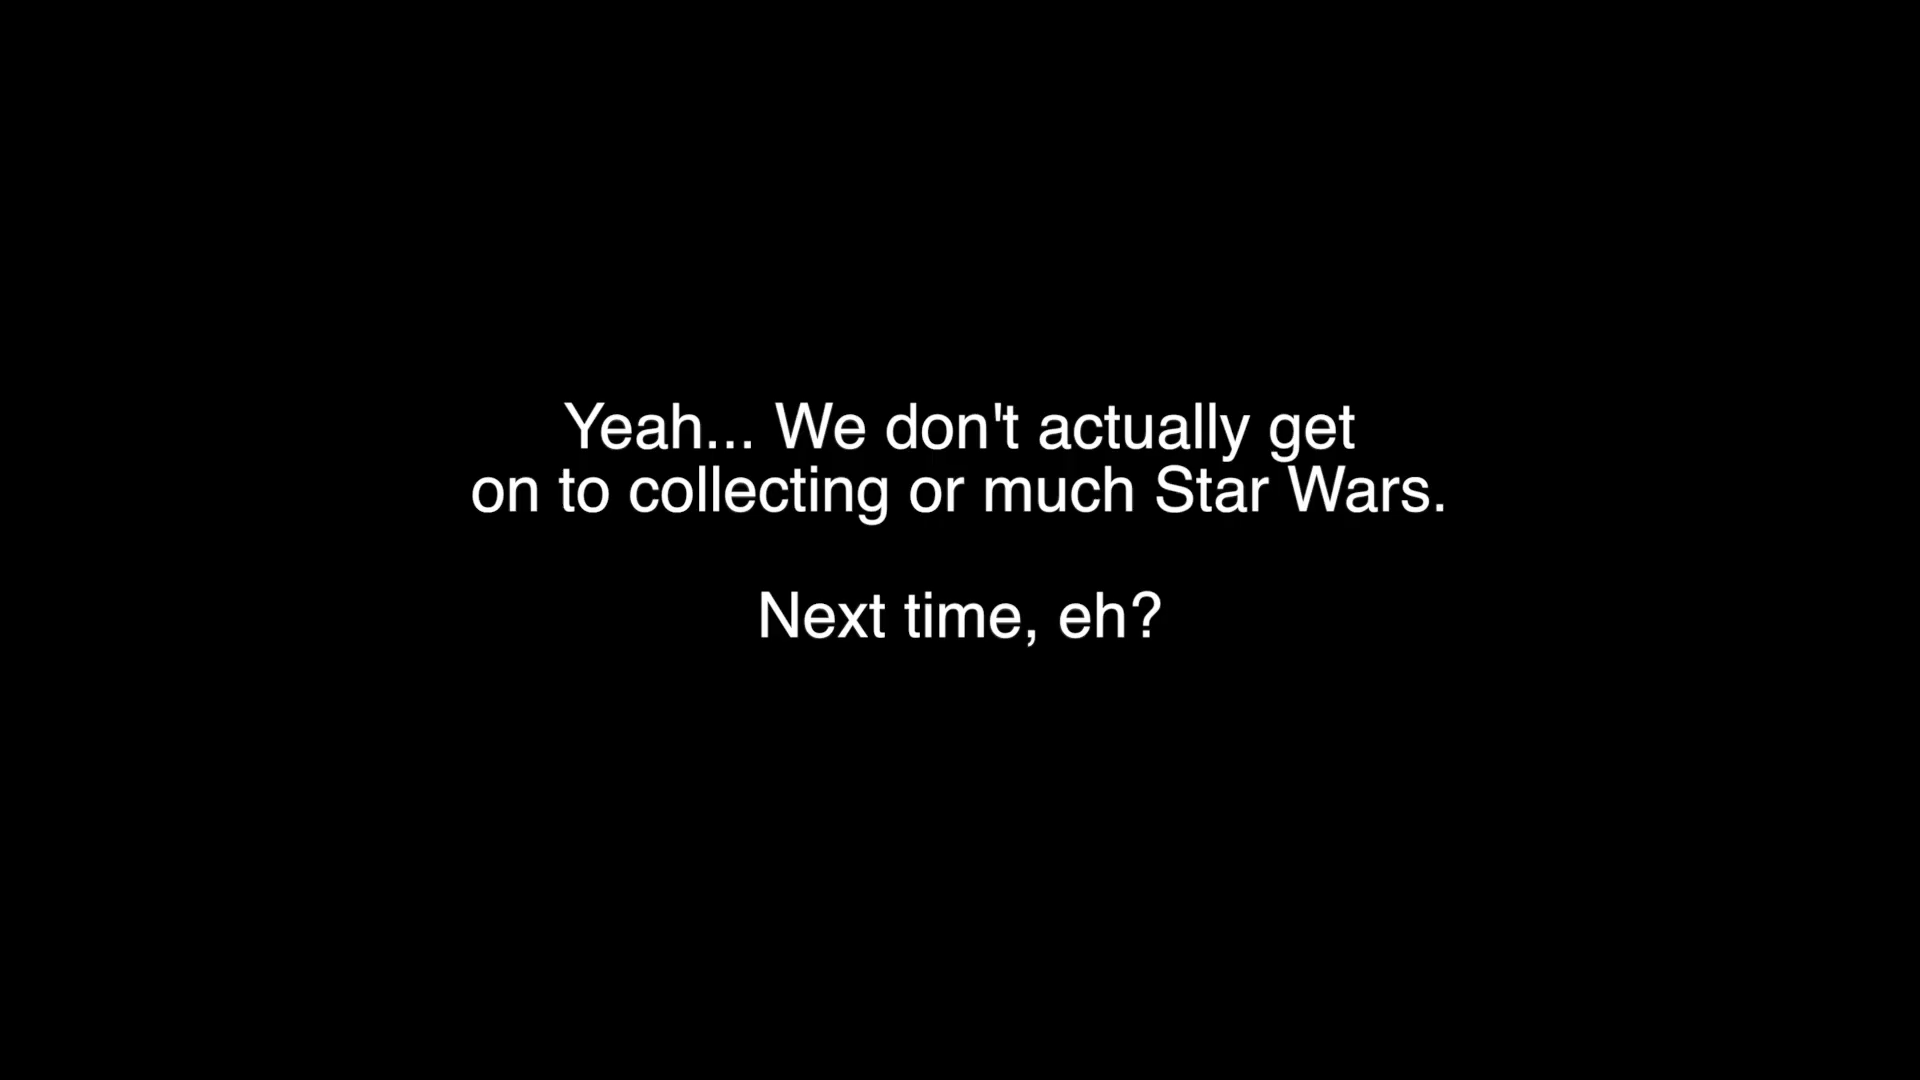 Yeah... We don't actually get
on to collecting or much Star Wars.
Next time, eh?